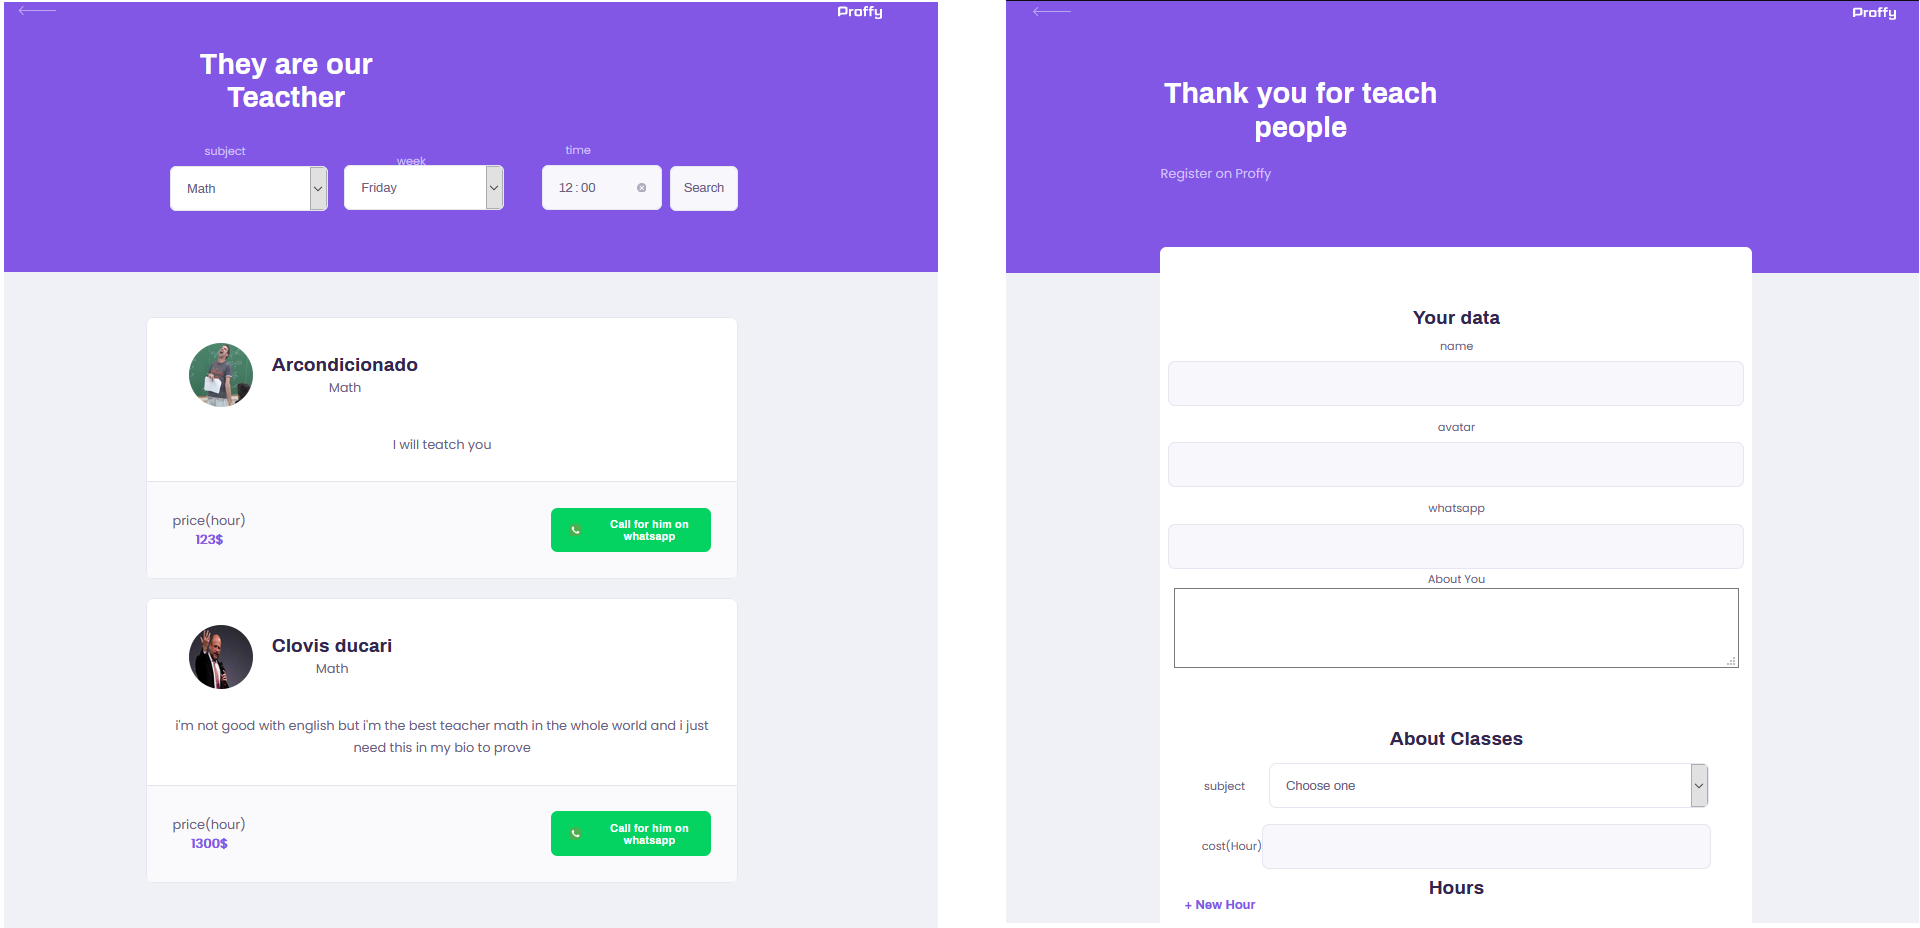 Proffy
They are our
Teacther
subject
week
time
Math
Friday
12:00
Search
Arcondicionado
Math
I will teatch you
price(hour)
123$
Call for him on
whatsapp
Clovis ducari
Math
i'm not good with english but i'm the best teacher math in the whole world and i just
need this in my bio to prove
price(hour)
1300$
Call for him on
whatsapp
Proffy
Thank you for teach
people
Register on Proffy
Your data
name
avatar
whatsapp
About You
About Classes
subject
Choose one
cost(Hour)
Hours
+ New Hour